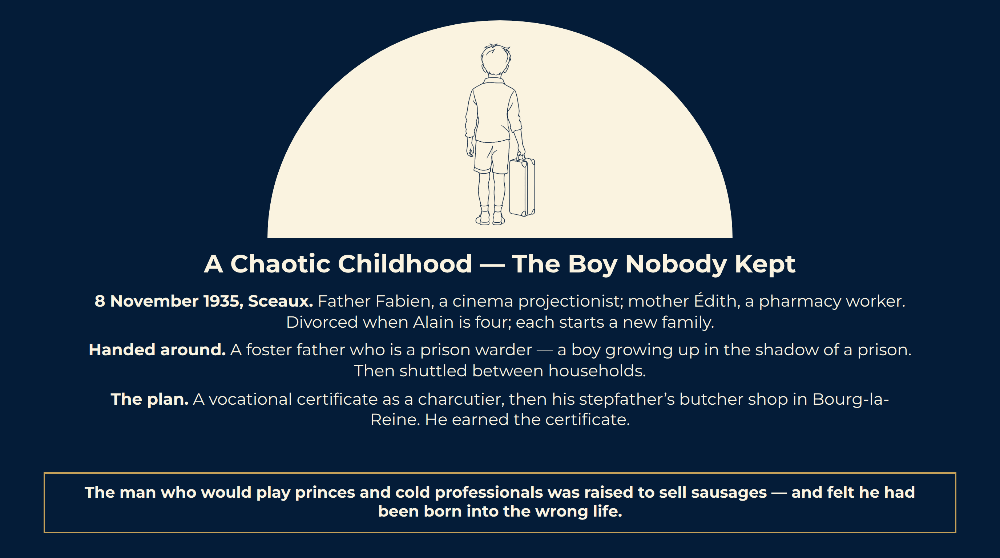 A Chaotic Childhood — The Boy Nobody Kept
8 November 1935, Sceaux. Father Fabien, a cinema projectionist; mother Édith, a pharmacy worker.
Divorced when Alain is four; each starts a new family.
Handed around. A foster father who is a prison warder — a boy growing up in the shadow of a prison.
Then shuttled between households.
The plan. A vocational certificate as a charcutier, then his stepfather’s butcher shop in Bourg-la-
Reine. He earned the certificate.
The man who would play princes and cold professionals was raised to sell sausages — and felt he had
been born into the wrong life.